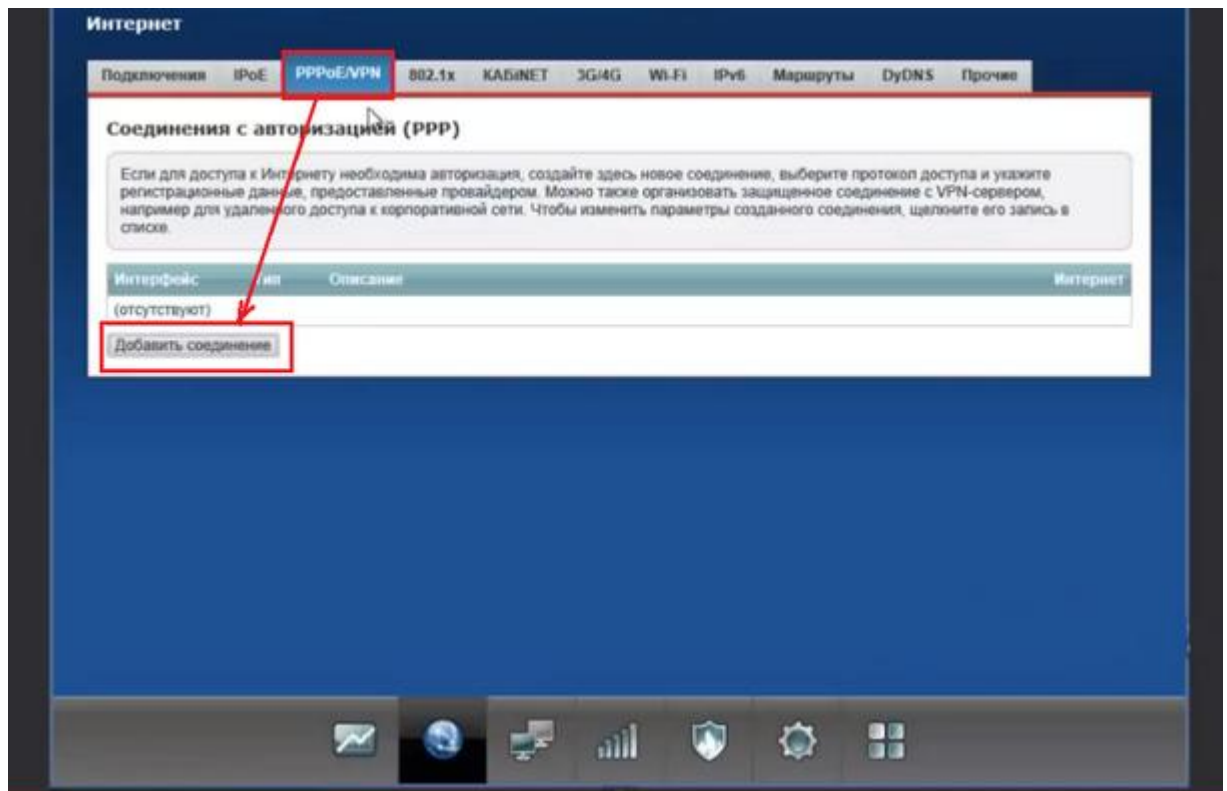 Интернет
Подключения IPoE PPPoE/VPN 802.1x КАБiNET 3G/4G Wi-Fi IPv6 Маршруты DyDNS Прочие
Соединения с авторизацией (PPP)
Если для доступа к Интернету необходима авторизация, создайте здесь новое соединение, выберите протокол доступа и укажите
регистрационные данные, предоставленные провайдером. Можно также организовать защищенное соединение с VPN-сервером,
например для удаленного доступа к корпоративной сети. Чтобы изменить параметры созданного соединения, щелкните его запись в
списке.
Интерфейс Тип Описание Интернет
(отсутствуют)
Добавить соединение